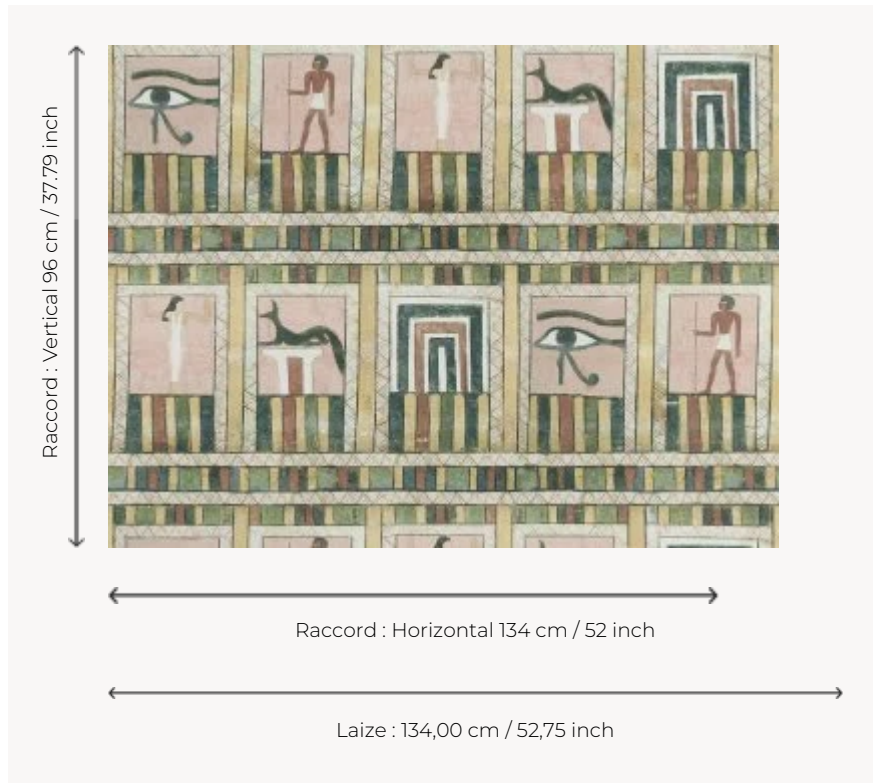 Raccord : Vertical 96 cm / 37.79 inch
Raccord : Horizontal 134 cm / 52 inch
Laize : 134,00 cm / 52,75 inch